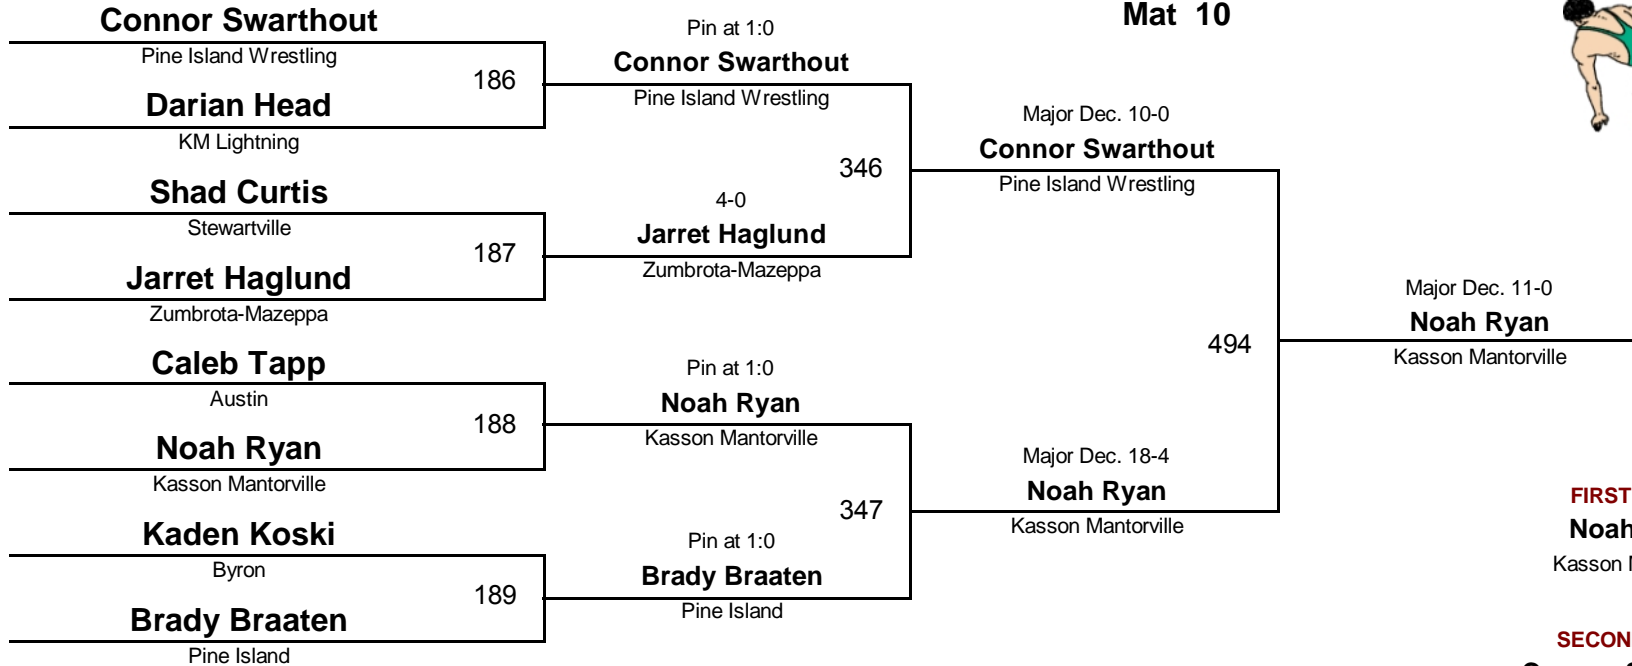 Connor Swarthout
Pine Island Wrestling
186
Darian Head
KM Lightning
Shad Curtis
Stewartville
187
Jarret Haglund
Zumbrota-Mazeppa
Caleb Tapp
Austin
188
Noah Ryan
Kasson Mantorville
Kaden Koski
Byron
189
Brady Braaten
Pine Island
Pin at 1:0
Connor Swarthout
Pine Island Wrestling
346
4-0
Jarret Haglund
Zumbrota-Mazeppa
Pin at 1:0
Noah Ryan
Kasson Mantorville
347
Pin at 1:0
Brady Braaten
Pine Island
Mat 10
Major Dec. 10-0
Connor Swarthout
Pine Island Wrestling
494
Major Dec. 18-4
Noah Ryan
Kasson Mantorville
Major Dec. 11-0
Noah Ryan
Kasson Mantorville
FIRST
Noah
Kasson
SECON